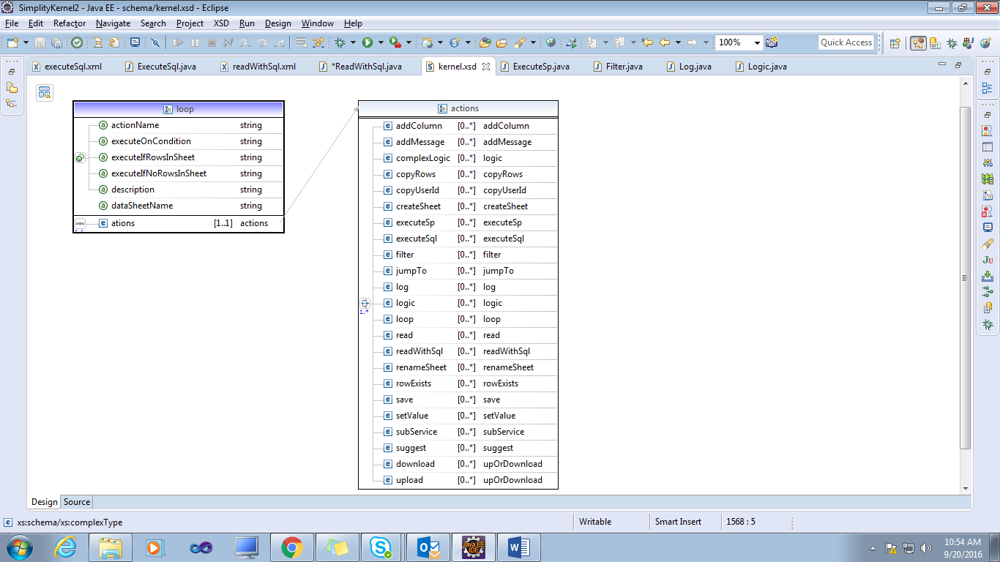 SimplityKernel2 - Java EE - schema/kernel.xsd - Eclipse
File Edit Refactor Navigate Search Project XSD Run Design Window Help
100% Quick Access
executeSql.xml ExecuteSql.java readWithSql.xml *ReadWithSql.java kernel.xsd ExecuteSp.java Filter.java Log.java Logic.java
loop
actionName string
executeOnCondition string
executeIfRowsInSheet string
executeIfNoRowsInSheet string
description string
dataSheetName string
ations [1..1] actions
actions
addColumn [0..*] addColumn
addMessage [0..*] addMessage
complexLogic [0..*] logic
copyRows [0..*] copyRows
copyUserId [0..*] copyUserId
createSheet [0..*] createSheet
executeSp [0..*] executeSp
executeSql [0..*] executeSql
filter [0..*] filter
jumpTo [0..*] jumpTo
log [0..*] log
logic [0..*] logic
1..*
loop [0..*] loop
read [0..*] read
readWithSql [0..*] readWithSql
renameSheet [0..*] renameSheet
rowExists [0..*] rowExists
save [0..*] save
setValue [0..*] setValue
subService [0..*] subService
suggest [0..*] suggest
download [0..*] upOrDownload
upload [0..*] upOrDownload
Design Source
xs:schema/xs:complexType Writable Smart Insert 1568 : 5
10:54 AM
9/20/2016